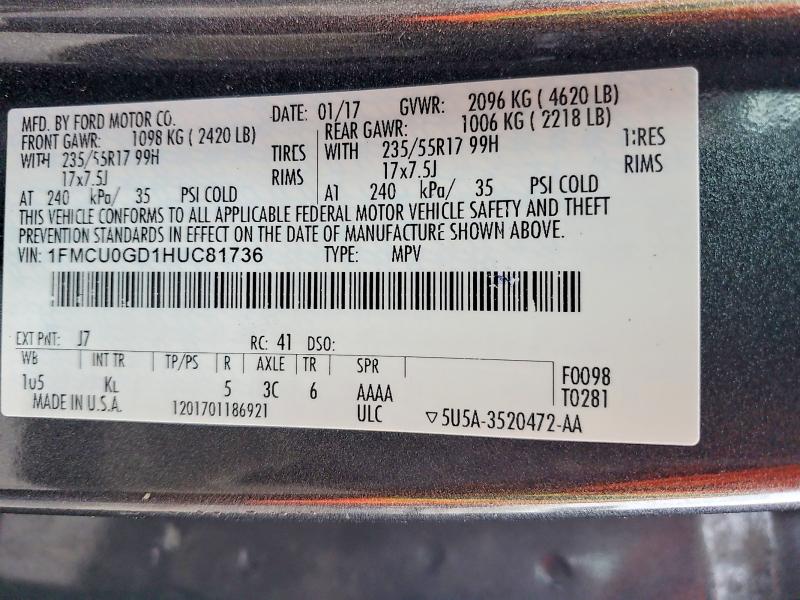 MFD. BY FORD MOTOR CO. DATE: 01/17 GVWR: 2096 KG ( 4620 LB)
FRONT GAWR: 1098 KG ( 2420 LB) REAR GAWR: 1006 KG ( 2218 LB)
WITH 235/55R17 99H TIRES WITH 235/55R17 99H TIRES
17x7.5J RIMS 17x7.5J RIMS
AT 240 kPa/ 35 PSI COLD AT 240 kPa/ 35 PSI COLD
THIS VEHICLE CONFORMS TO ALL APPLICABLE FEDERAL MOTOR VEHICLE SAFETY AND THEFT
PREVENTION STANDARDS IN EFFECT ON THE DATE OF MANUFACTURE SHOWN ABOVE.
VIN: 1FMCU0GD1HUC81736 TYPE: MPV
EXT PNT: J7 RC: 41 DSO:
WB INT TR TP/PS R AXLE TR SPR
105 KL 5 3C 6 AAAA F0098
MADE IN U.S.A. 1201701186921 ULC ▽5U5A-3520472-AA T0281